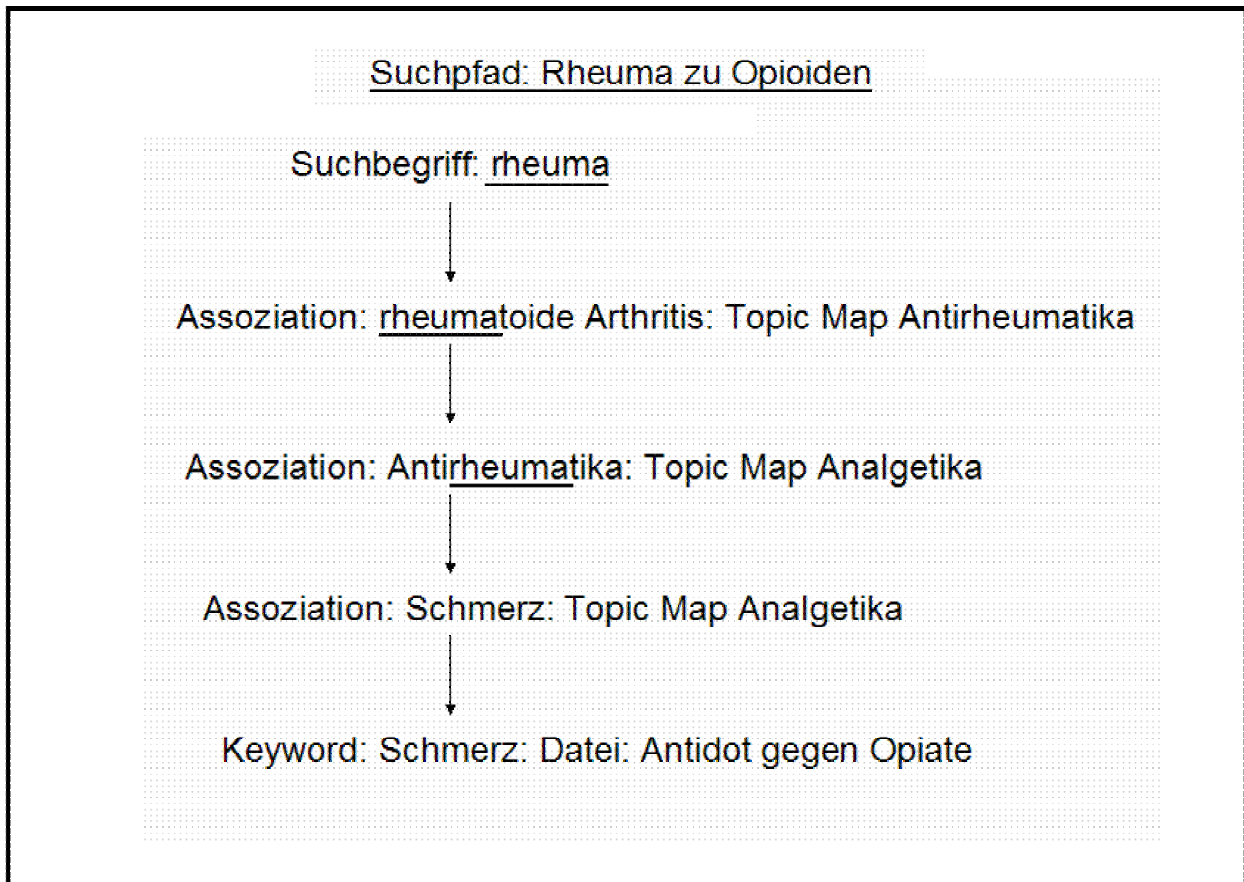 Suchpfad: Rheuma zu Opioiden
Suchbegriff: rheuma
Assoziation: rheumatoide Arthritis: Topic Map Antirheumatika
Assoziation: Antirheumatika: Topic Map Analgetika
Assoziation: Schmerz: Topic Map Analgetika
Keyword: Schmerz: Datei: Antidot gegen Opiate